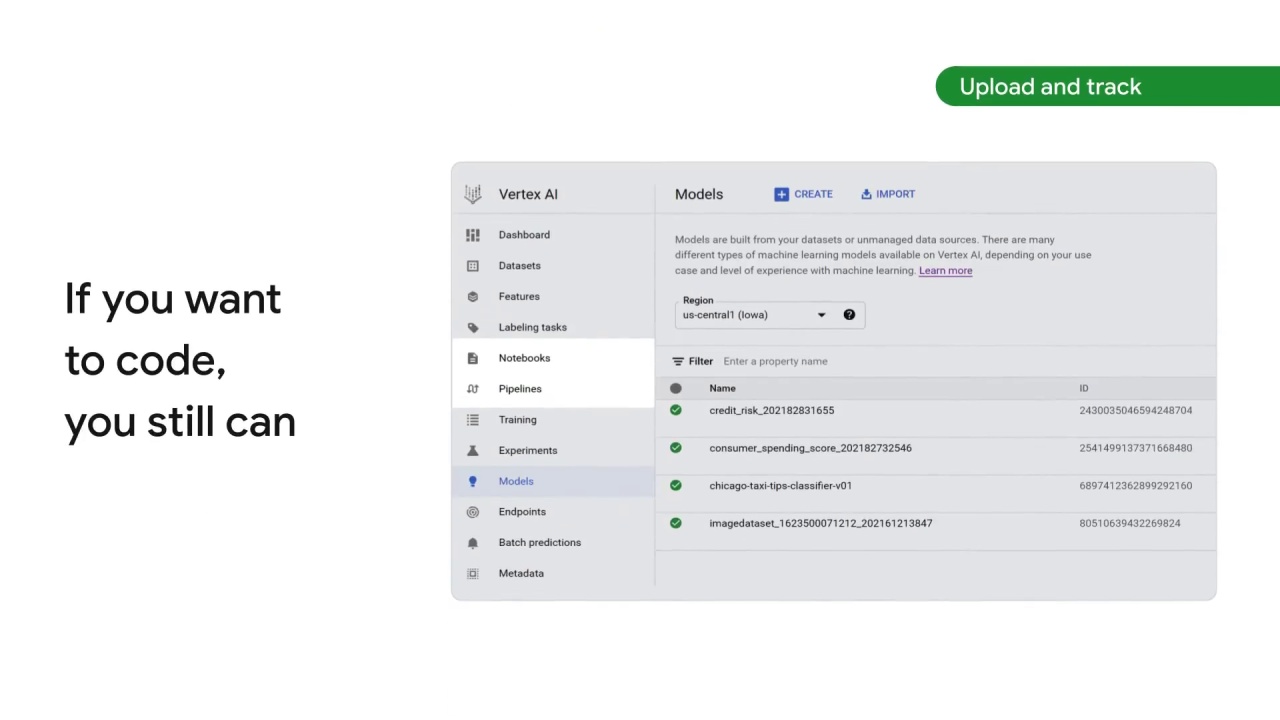 Upload and track
If you want
to code,
you still can
Vertex AI
Dashboard
Datasets
Features
Labeling tasks
Notebooks
Pipelines
Training
Experiments
Models
Endpoints
Batch predictions
Metadata
Models CREATE IMPORT
Models are built from your datasets or unmanaged data sources. There are many
different types of machine learning models available on Vertex AI, depending on your use
case and level of experience with machine learning. Learn more
Region
us-central1 (Iowa)
Filter Enter a property name
Name ID
credit_risk_202182831655 2430035046594248704
consumer_spending_score_202182732546 2541499137371668480
chicago-taxi-tips-classifier-v01 6897412362899292160
imagedataset_1623500071212_202161213847 80510639432269824